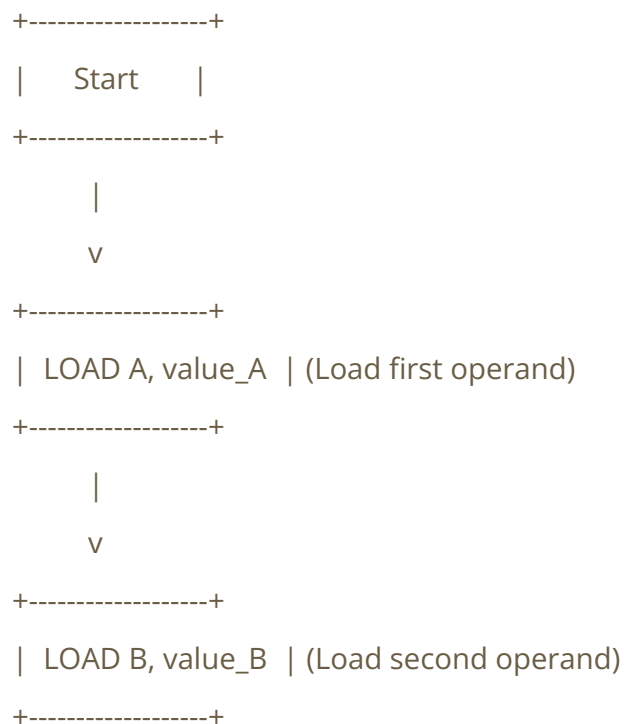 +-------------------+
|      Start       |
+-------------------+
|
v
+-------------------+
|  LOAD A, value_A  | (Load first operand)
+-------------------+
|
v
+-------------------+
|  LOAD B, value_B  | (Load second operand)
+-------------------+